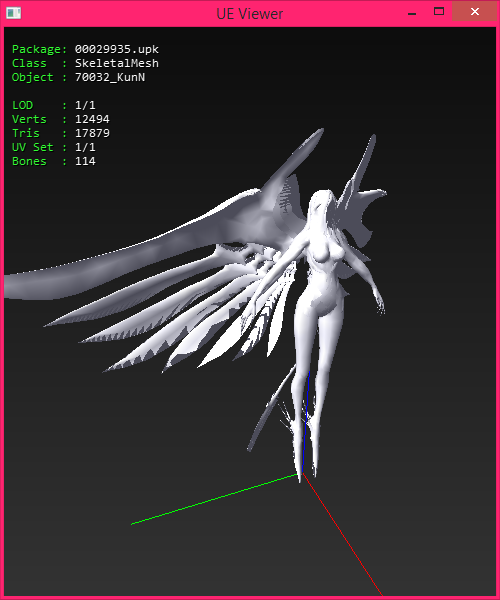 UE Viewer
Package: 00029935.upk
Class  : SkeletalMesh
Object : 70032_KunN
LOD    : 1/1
Verts  : 12494
Tris   : 17879
UV Set : 1/1
Bones  : 114